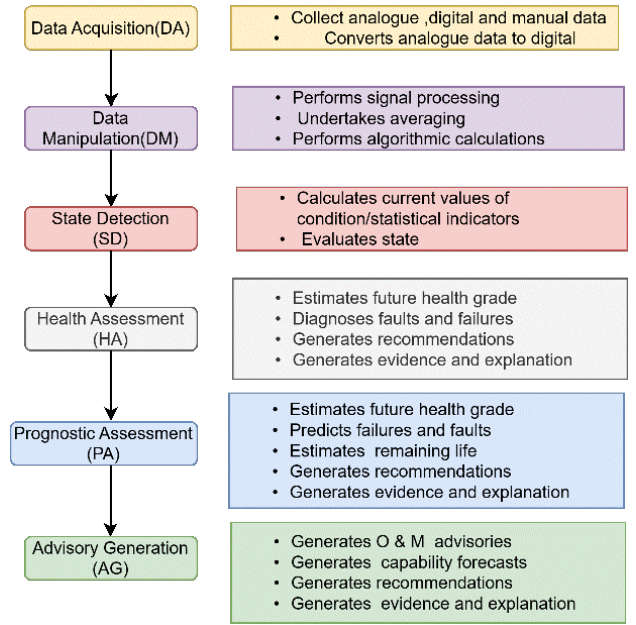 Data Acquisition(DA)
• Collect analogue ,digital and manual data
• Converts analogue data to digital
Data
Manipulation(DM)
• Performs signal processing
• Undertakes averaging
• Performs algorithmic calculations
State Detection
(SD)
• Calculates current values of
condition/statistical indicators
• Evaluates state
Health Assessment
(HA)
• Estimates future health grade
• Diagnoses faults and failures
• Generates recommendations
• Generates evidence and explanation
Prognostic Assessment
(PA)
• Estimates future health grade
• Predicts failures and faults
• Estimates remaining life
• Generates recommendations
• Generates evidence and explanation
Advisory Generation
(AG)
• Generates O & M advisories
• Generates capability forecasts
• Generates recommendations
• Generates evidence and explanation